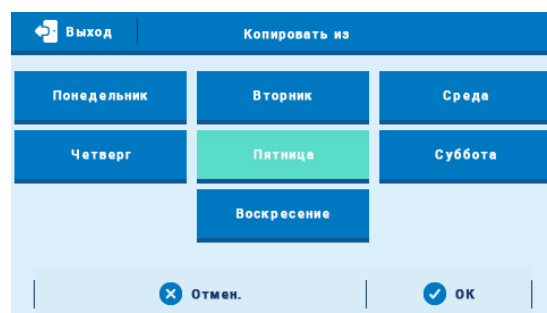 Выход Копировать из
Понедельник Вторник Среда
Четверг Пятница Суббота
Воскресение
Отмен. OK